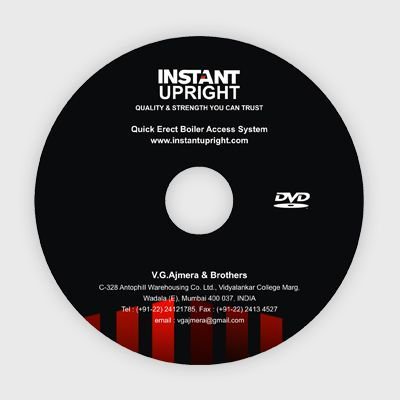 INSTANT
UPRIGHT
QUALITY & STRENGTH YOU CAN TRUST
Quick Erect Boiler Access System
www.instantupright.com
DVD
V.G.Ajmera & Brothers
C-328 Antophill Warehousing Co. Ltd., Vidyalankar College Marg.
Wadala (E), Mumbai 400 037, INDIA
Tel : (+91-22) 24121785, Fax : (+91-22) 2413 4527
email : vgajmera@gmail.com